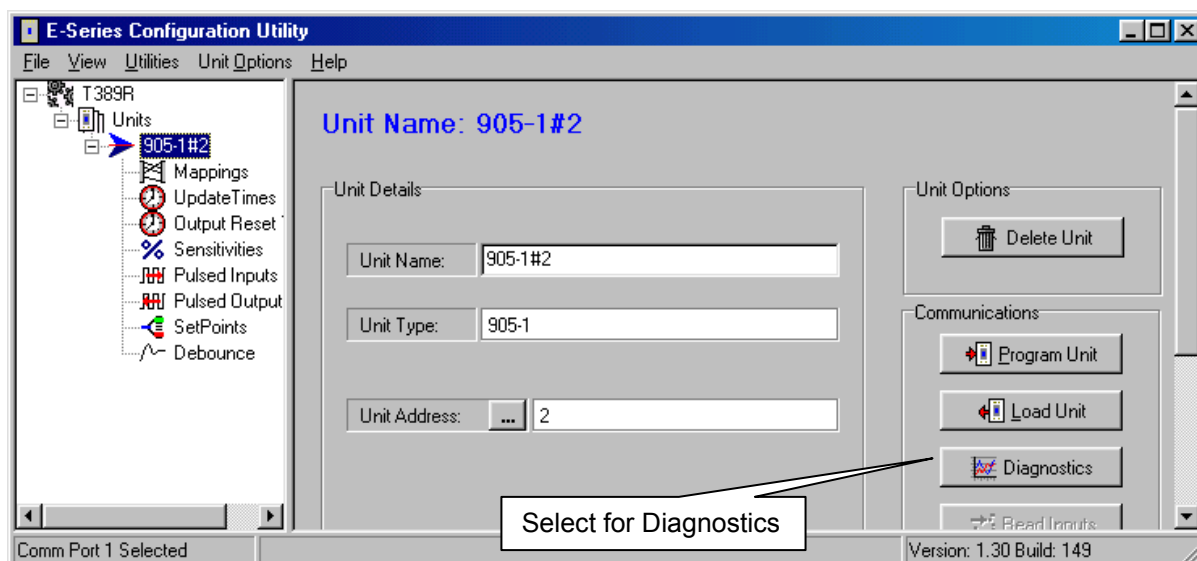 E-Series Configuration Utility
File View Utilities Unit Options Help
T389R
Units
905-1#2
Mappings
UpdateTimes
Output Reset
Sensitivities
Pulsed Inputs
Pulsed Output
SetPoints
Debounce
Unit Name: 905-1#2
Unit Details
Unit Name: 905-1#2
Unit Type: 905-1
Unit Address: ... 2
Unit Options
Delete Unit
Communications
Program Unit
Load Unit
Diagnostics
Read Inputs
Select for Diagnostics
Comm Port 1 Selected
Version: 1.30 Build: 149